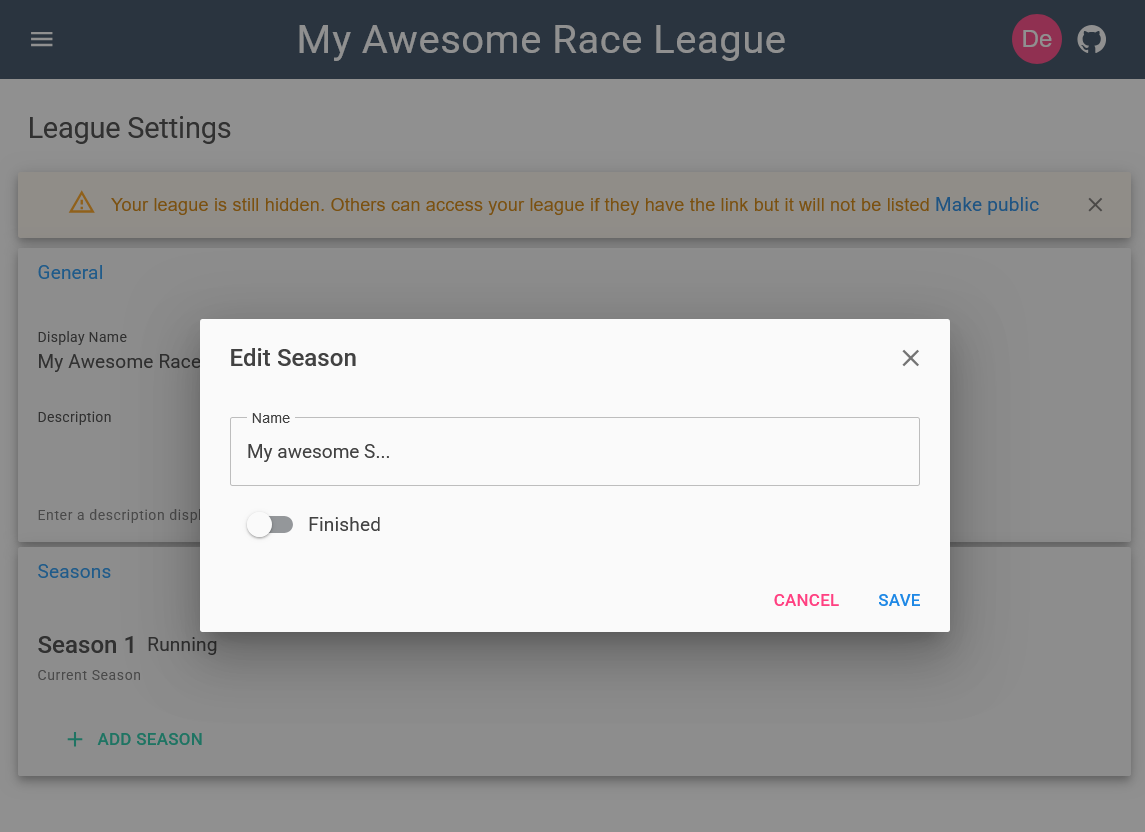 My Awesome Race League
De
League Settings
Your league is still hidden. Others can access your league if they have the link but it will not be listed Make public
General
Display Name
My Awesome Race
Description
Enter a description displ
Edit Season
Name
My awesome S...
Finished
CANCEL SAVE
Seasons
Season 1 Running
Current Season
ADD SEASON